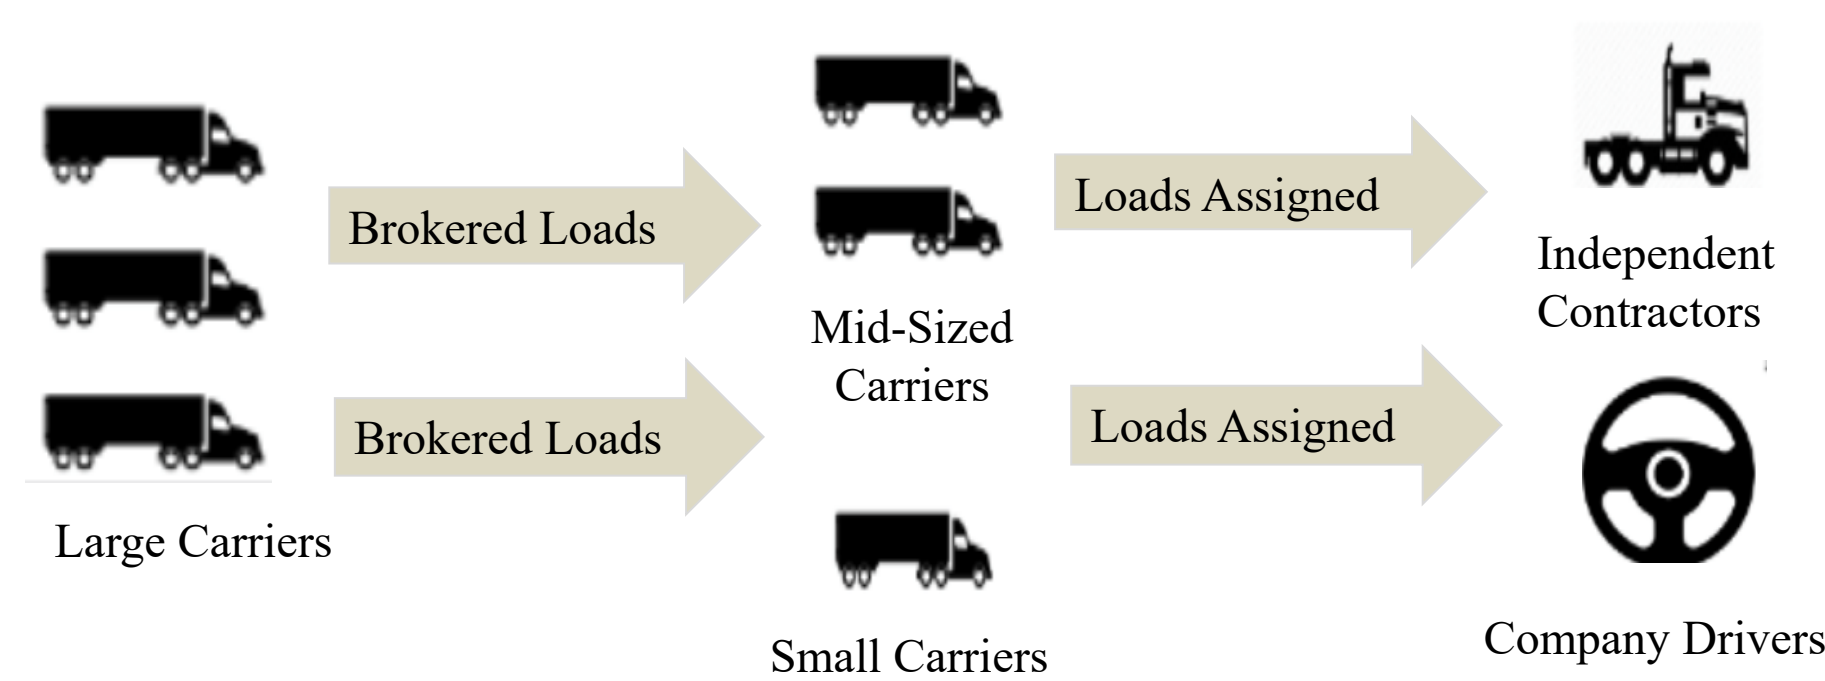 Brokered Loads
Brokered Loads
Large Carriers
Mid-Sized
Carriers
Small Carriers
Loads Assigned
Loads Assigned
Independent
Contractors
Company Drivers